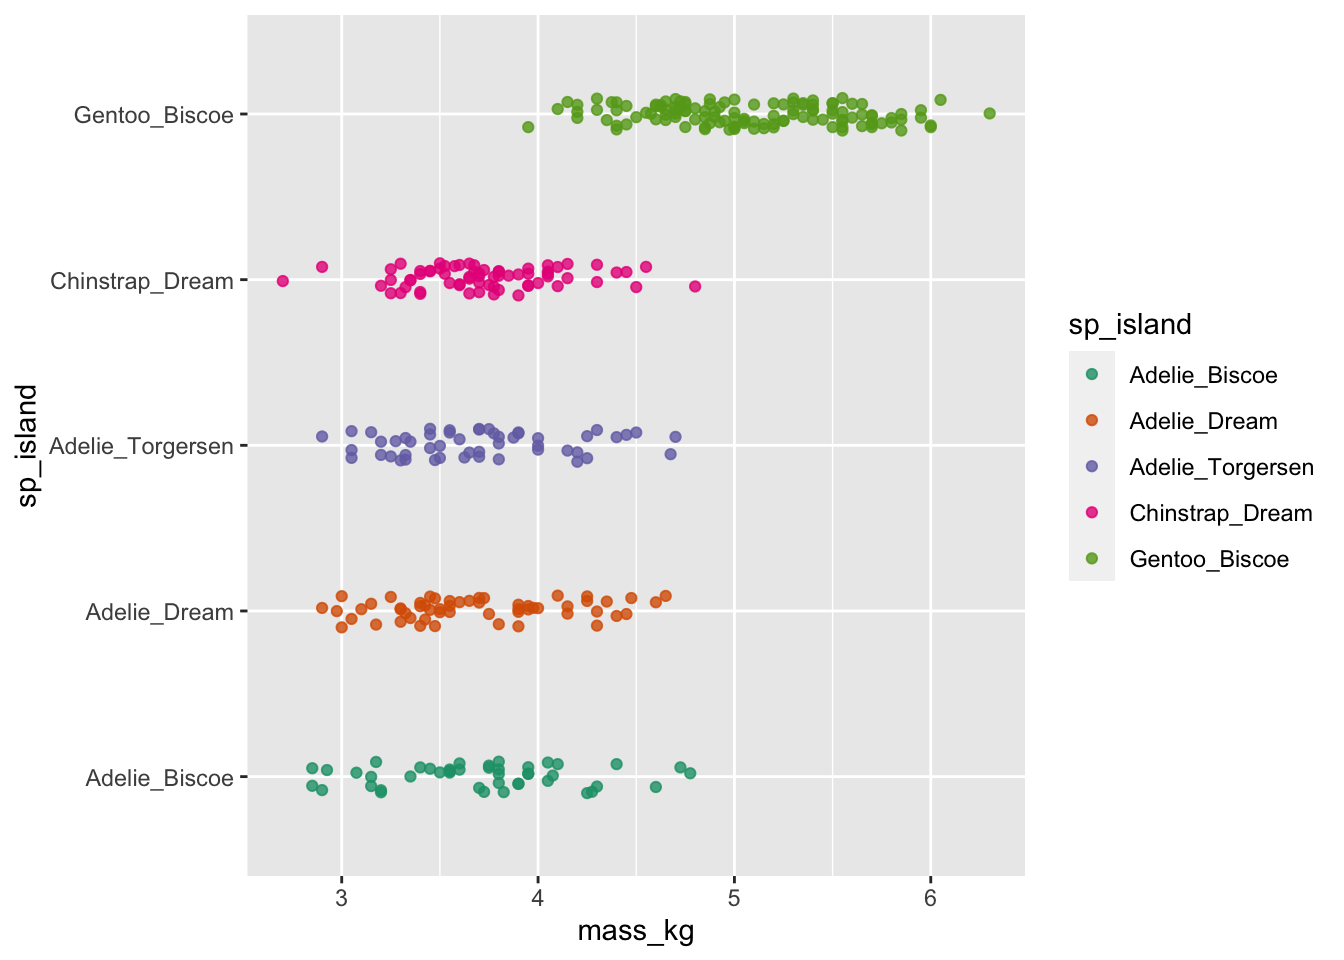 sp_island
Gentoo_Biscoe
Chinstrap_Dream
Adelie_Torgersen
Adelie_Dream
Adelie_Biscoe
3 4 5 6
mass_kg
sp_island
Adelie_Biscoe
Adelie_Dream
Adelie_Torgersen
Chinstrap_Dream
Gentoo_Biscoe